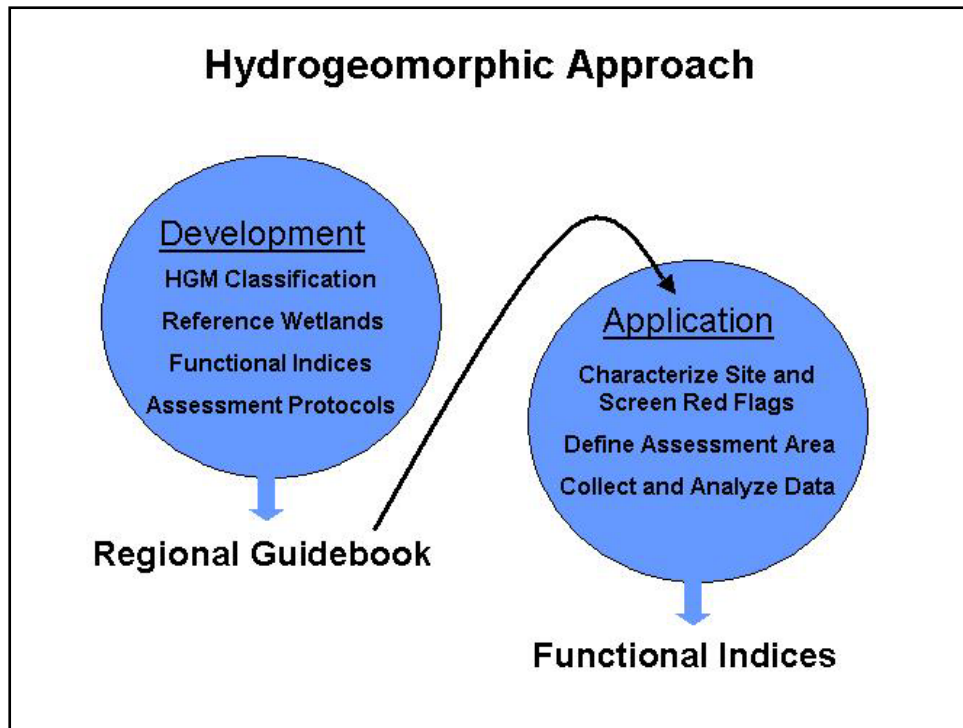 Hydrogeomorphic Approach
Development
HGM Classification
Reference Wetlands
Functional Indices
Assessment Protocols
Regional Guidebook
Application
Characterize Site and
Screen Red Flags
Define Assessment Area
Collect and Analyze Data
Functional Indices